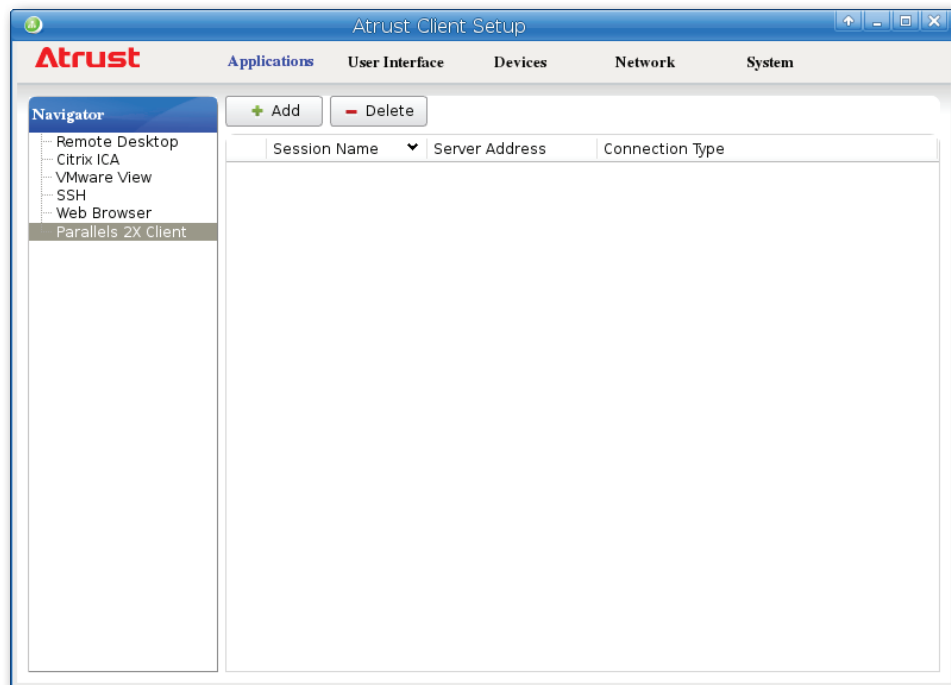 Atrust Client Setup
Atrust
Applications User Interface Devices Network System
Navigator
Remote Desktop
Citrix ICA
VMware View
SSH
Web Browser
Parallels 2X Client
Add Delete
Session Name Server Address Connection Type